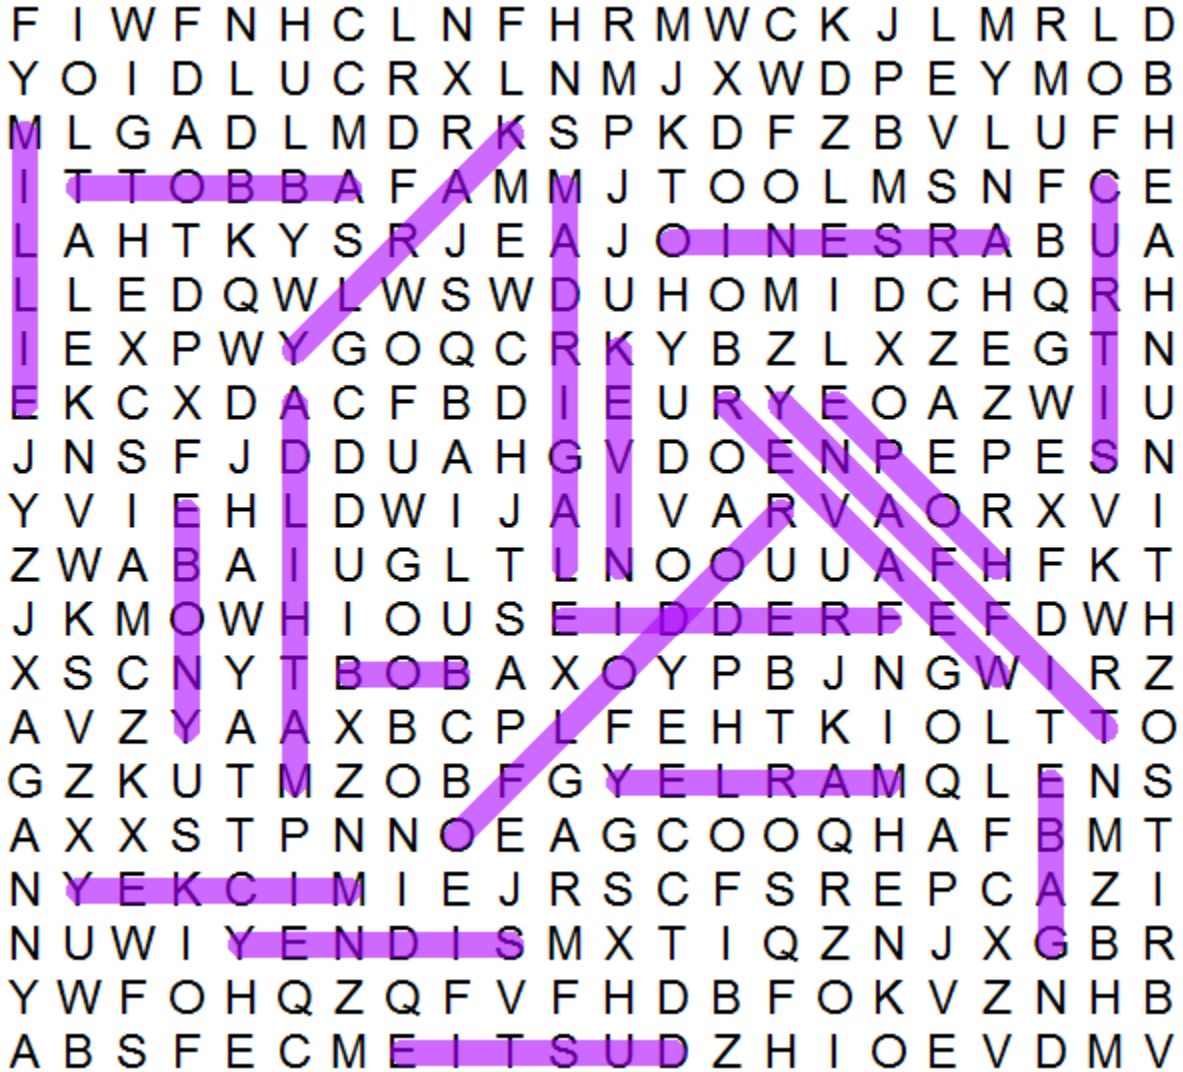 F I W F N H C L N F H R M W C K J L M R L D
Y O I D L U C R X L N M J X W D P E Y M O B
M L G A D L M D R K S P K D F Z B V L U F H
I T T O B B A F A M M J T O O L M S N F C E
L A H T K Y S R J E A J O I N E S R A B U A
L L E D Q W L W S W D U H O M I D C H Q R H
I E X P W Y G O Q C R K Y B Z L X Z E G T N
E K C X D A C F B D I E U R Y E O A Z W I U
J N S F J D D U A H G V D O E N P E P E S N
Y V I E H L D W I J A I V A R V A O R X V I
Z W A B A I U G L T L N O O U U A F H F K T
J K M O W H I O U S E I D D E R F E F D W H
X S C N Y T B O B A X O Y P B J N G W I R Z
A V Z Y A A X B C P L F E H T K I O L T T O
G Z K U T M Z O B F G Y E L R A M Q L E N S
A X X S T P N N O E A G C O O Q H A F B M T
N Y E K C I M I E J R S C F S R E P C A Z I
N U W I Y E N D I S M X T I Q Z N J X G B R
Y W F O H Q Z Q F V F H D B F O K V Z N H B
A B S F E C M E I T S U D Z H I O E V D M V